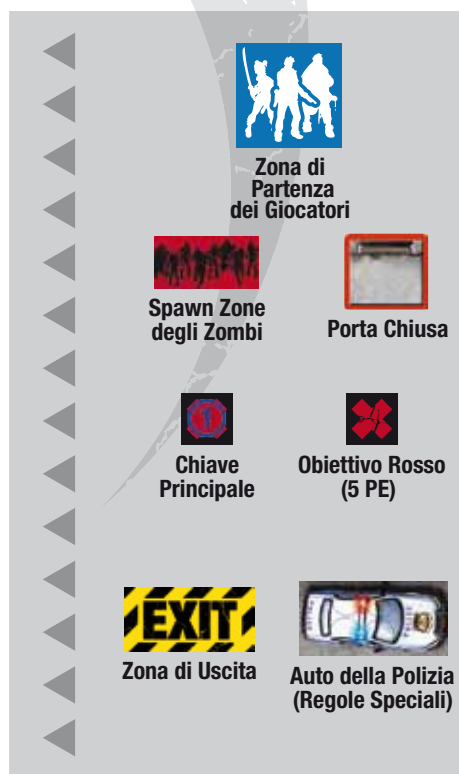 Zona di
Partenza
dei Giocatori
Spawn Zone
degli Zombi
Porta Chiusa
Chiave
Principale
Obiettivo Rosso
(5 PE)
EXIT
Zona di Uscita
Auto della Polizia
(Regole Speciali)